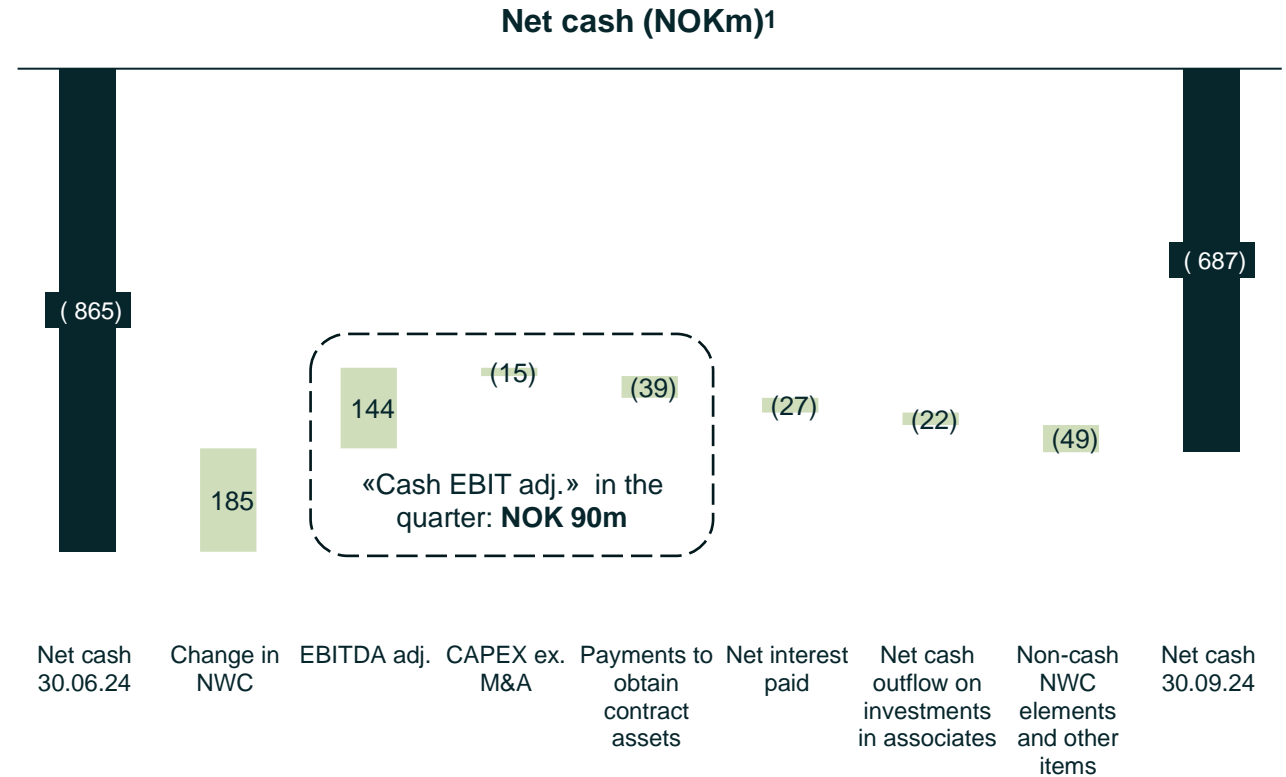 Net cash (NOKm)1
( 865)
185
144
(15)
(39)
(27)
(22)
(49)
( 687)
«Cash EBIT adj.» in the
quarter: NOK 90m
Net cash
30.06.24
Change in
NWC
EBITDA adj.
CAPEX ex.
M&A
Payments to
obtain
contract
assets
Net interest
paid
Net cash
outflow on
investments
in associates
Non-cash
NWC
elements
and other
items
Net cash
30.09.24